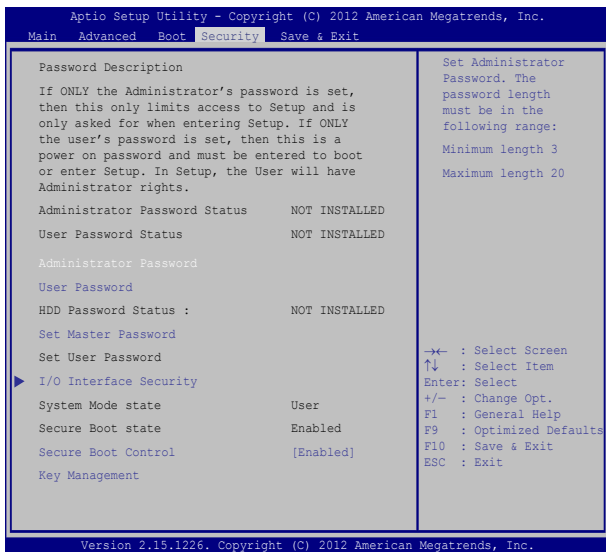 Aptio Setup Utility - Copyright (C) 2012 American Megatrends, Inc.
Main Advanced Boot Security Save & Exit
Password Description
If ONLY the Administrator's password is set,
then this only limits access to Setup and is
only asked for when entering Setup. If ONLY
the user's password is set, then this is a
power on password and must be entered to boot
or enter Setup. In Setup, the User will have
Administrator rights.
Administrator Password Status NOT INSTALLED
User Password Status NOT INSTALLED
Administrator Password
User Password
HDD Password Status : NOT INSTALLED
Set Master Password
Set User Password
I/O Interface Security
System Mode state User
Secure Boot state Enabled
Secure Boot Control [Enabled]
Key Management
Set Administrator
Password. The
password length
must be in the
following range:
Minimum length 3
Maximum length 20
→← : Select Screen
↑↓ : Select Item
Enter: Select
+/— : Change Opt.
F1 : General Help
F9 : Optimized Defaults
F10 : Save & Exit
ESC : Exit
Version 2.15.1226. Copyright (C) 2012 American Megatrends, Inc.